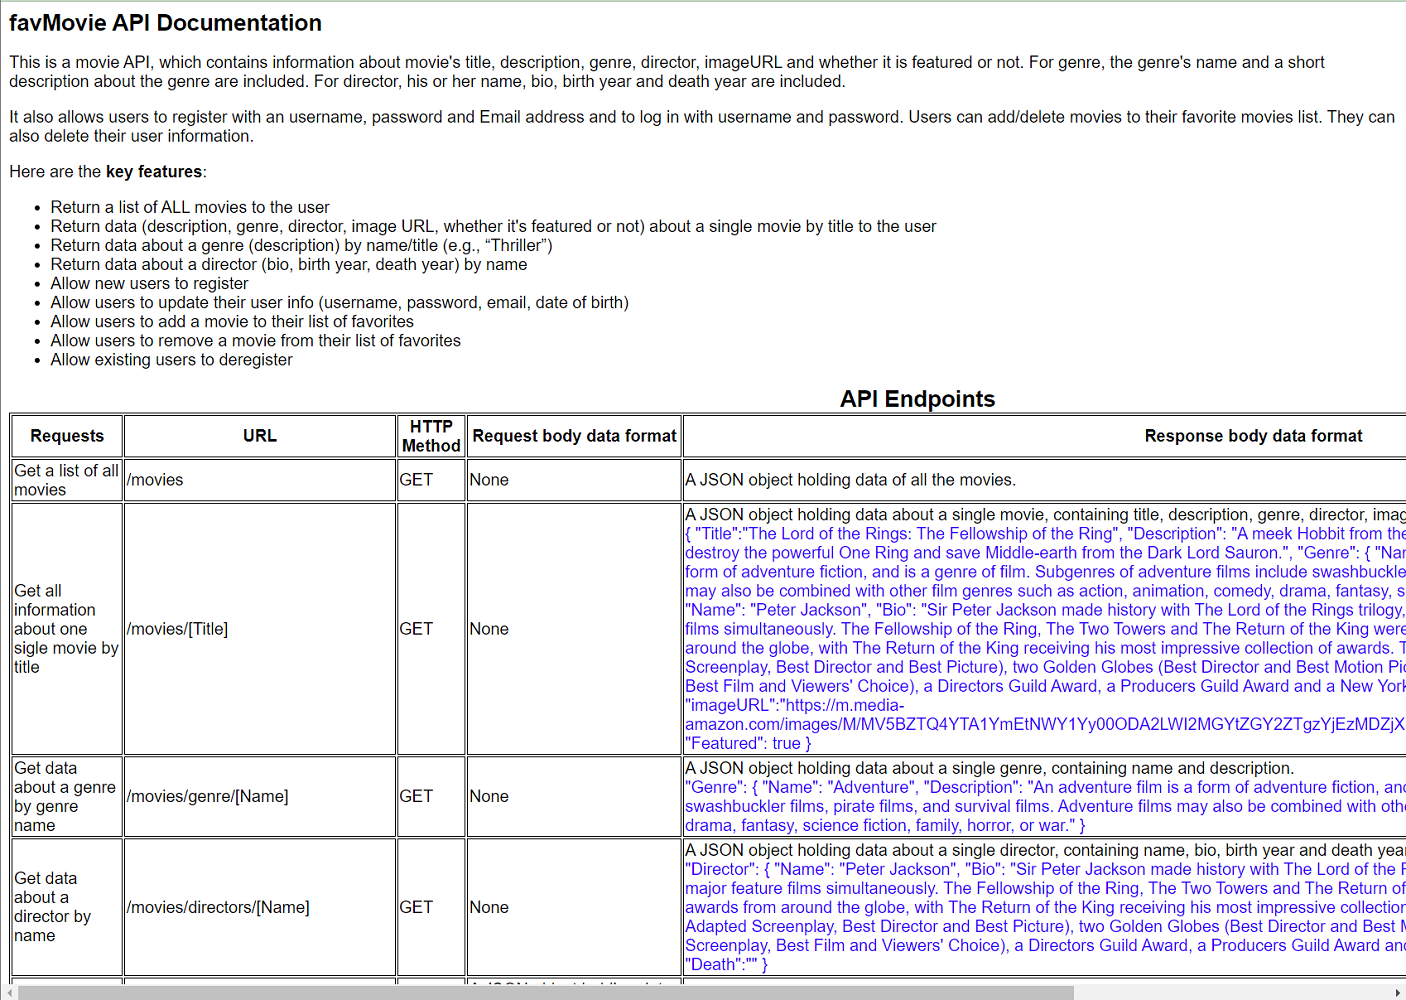 favMovie API Documentation
This is a movie API, which contains information about movie's title, description, genre, director, imageURL and whether it is featured or not. For genre, the genre's name and a short
description about the genre are included. For director, his or her name, bio, birth year and death year are included.
It also allows users to register with an username, password and Email address and to log in with username and password. Users can add/delete movies to their favorite movies list. They can
also delete their user information.
Here are the key features:
• Return a list of ALL movies to the user
• Return data (description, genre, director, image URL, whether it's featured or not) about a single movie by title to the user
• Return data about a genre (description) by name/title (e.g., “Thriller”)
• Return data about a director (bio, birth year, death year) by name
• Allow new users to register
• Allow users to update their user info (username, password, email, date of birth)
• Allow users to add a movie to their list of favorites
• Allow users to remove a movie from their list of favorites
• Allow existing users to deregister
API Endpoints
Requests
URL
HTTP
Method
Request body data format
Response body data format
Get a list of all
movies
/movies
GET
None
A JSON object holding data of all the movies.
Get all
information
about one
sigle movie by
title
/movies/[Title]
GET
None
A JSON object holding data about a single movie, containing title, description, genre, director, imag
{ "Title":"The Lord of the Rings: The Fellowship of the Ring", "Description": "A meek Hobbit from the
destroy the powerful One Ring and save Middle-earth from the Dark Lord Sauron.", "Genre": { "Nam
form of adventure fiction, and is a genre of film. Subgenres of adventure films include swashbuckle
may also be combined with other film genres such as action, animation, comedy, drama, fantasy, s
"Name": "Peter Jackson", "Bio": "Sir Peter Jackson made history with The Lord of the Rings trilogy,
films simultaneously. The Fellowship of the Ring, The Two Towers and The Return of the King were
around the globe, with The Return of the King receiving his most impressive collection of awards. T
Screenplay, Best Director and Best Picture), two Golden Globes (Best Director and Best Motion Pic
Best Film and Viewers' Choice), a Directors Guild Award, a Producers Guild Award and a New York
"imageURL":"https://m.media-
amazon.com/images/M/MV5BZTQ4YTA1YmEtNWY1Yy00ODA2LWI2MGYtZGY2ZTgzYjEzMDZjX
"Featured": true }
Get data
about a genre
by genre
name
/movies/genre/[Name]
GET
None
A JSON object holding data about a single genre, containing name and description.
"Genre": { "Name": "Adventure", "Description": "An adventure film is a form of adventure fiction, and
swashbuckler films, pirate films, and survival films. Adventure films may also be combined with othe
drama, fantasy, science fiction, family, horror, or war." }
Get data
about a
director by
name
/movies/directors/[Name]
GET
None
A JSON object holding data about a single director, containing name, bio, birth year and death year
"Director": { "Name": "Peter Jackson", "Bio": "Sir Peter Jackson made history with The Lord of the R
major feature films simultaneously. The Fellowship of the Ring, The Two Towers and The Return of
awards from around the globe, with The Return of the King receiving his most impressive collection
Adapted Screenplay, Best Director and Best Picture), two Golden Globes (Best Director and Best M
Screenplay, Best Film and Viewers' Choice), a Directors Guild Award, a Producers Guild Award and
"Death":"" }